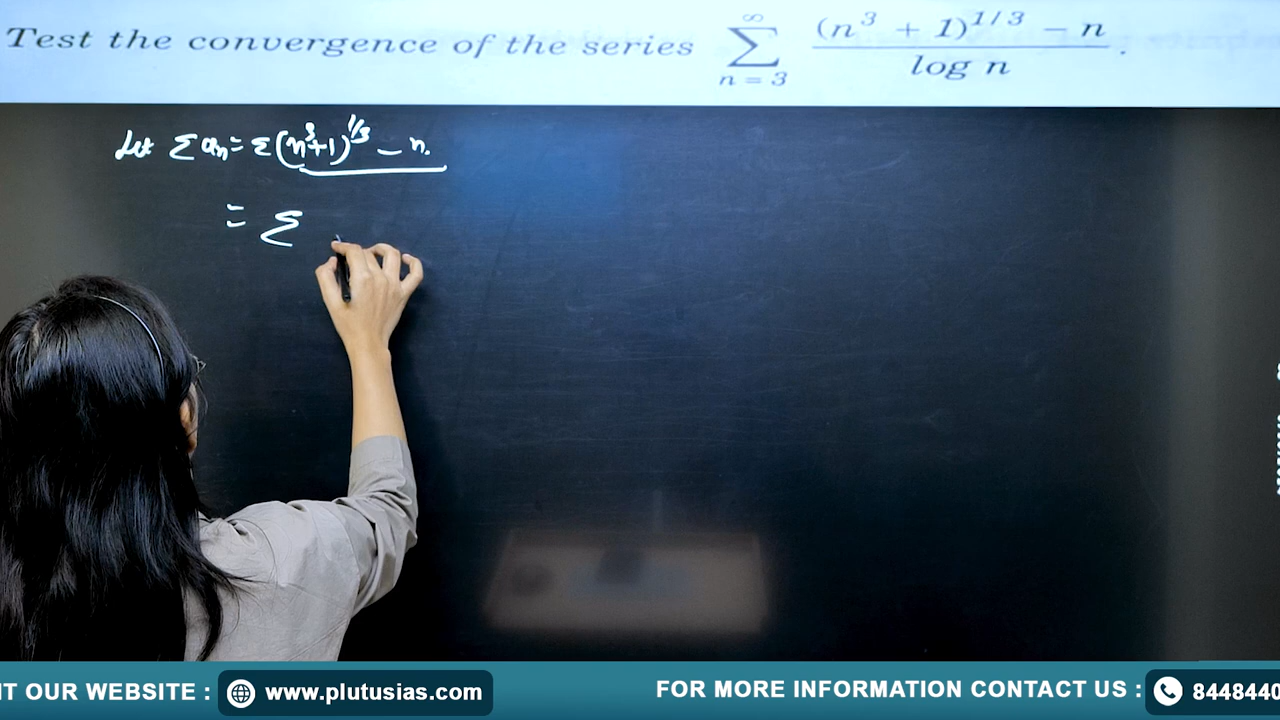 Test the convergence of the series ∞ ∑ n = 3 (n³ + 1)^1/3 − n / log n .
Let Σ aₙ = Σ (n³+1)^1/3 − n.
= Σ
IT OUR WEBSITE : www.plutusias.com FOR MORE INFORMATION CONTACT US : 8448440